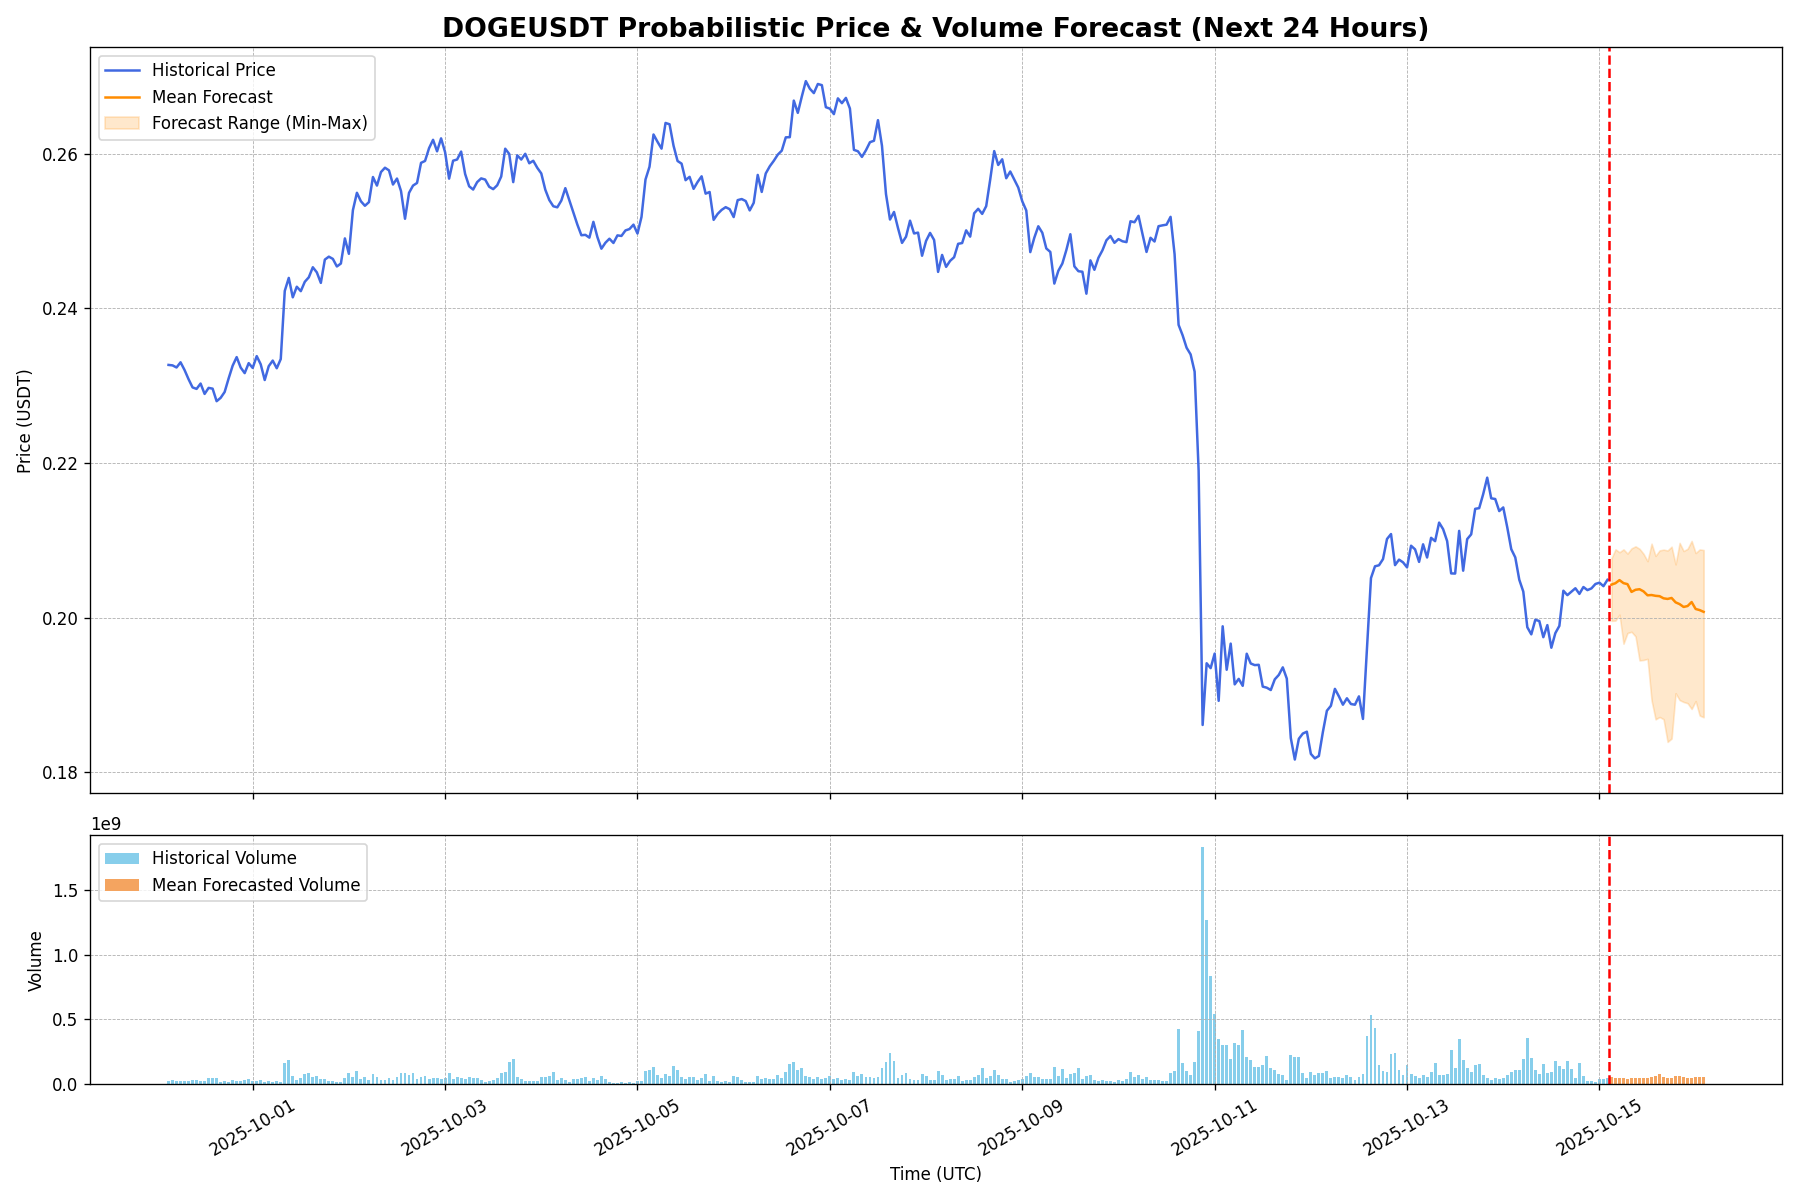 DOGEUSDT Probabilistic Price & Volume Forecast (Next 24 Hours)
Historical Price
Mean Forecast
Forecast Range (Min-Max)
0.26
0.24
0.22
0.20
0.18
Price (USDT)
1e9
Historical Volume
Mean Forecasted Volume
1.5
1.0
0.5
0.0
Volume
2025-10-01
2025-10-03
2025-10-05
2025-10-07
2025-10-09
2025-10-11
2025-10-13
2025-10-15
Time (UTC)